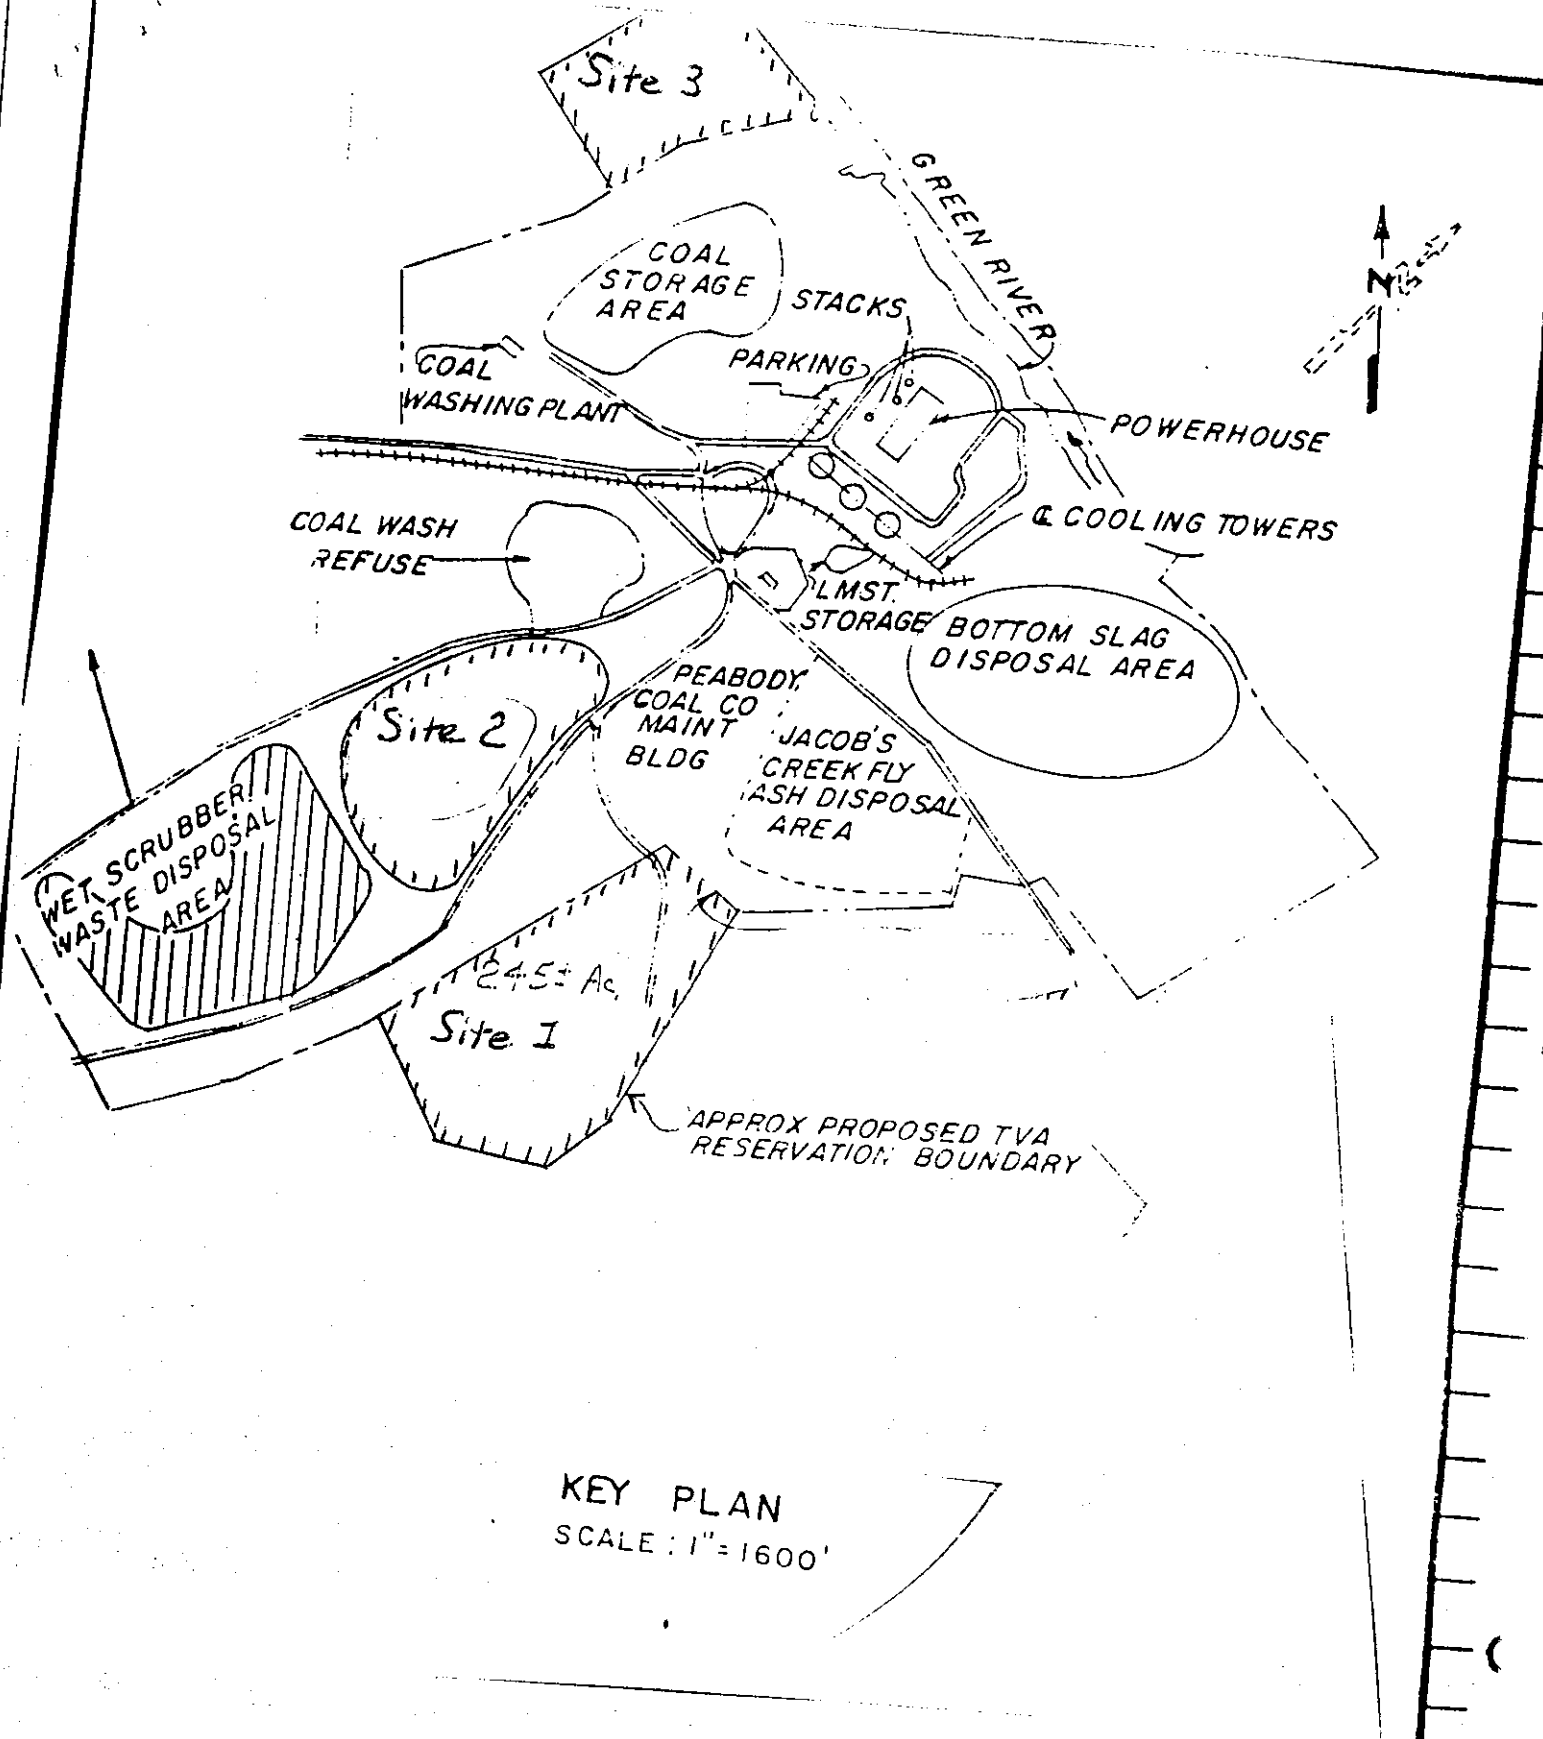 Site 3
GREEN RIVER
COAL
STORAGE
AREA
STACKS
N
PARKING
COAL
WASHING PLANT
POWERHOUSE
COAL WASH
REFUSE
℄ COOLING TOWERS
LMST.
STORAGE
BOTTOM SLAG
DISPOSAL AREA
PEABODY
COAL CO
MAINT
BLDG
Site 2
JACOB'S
CREEK FLY
ASH DISPOSAL
AREA
WET SCRUBBER
WASTE DISPOSAL
AREA
245± Ac.
Site I
APPROX PROPOSED TVA
RESERVATION BOUNDARY
KEY PLAN
SCALE: 1"=1600'